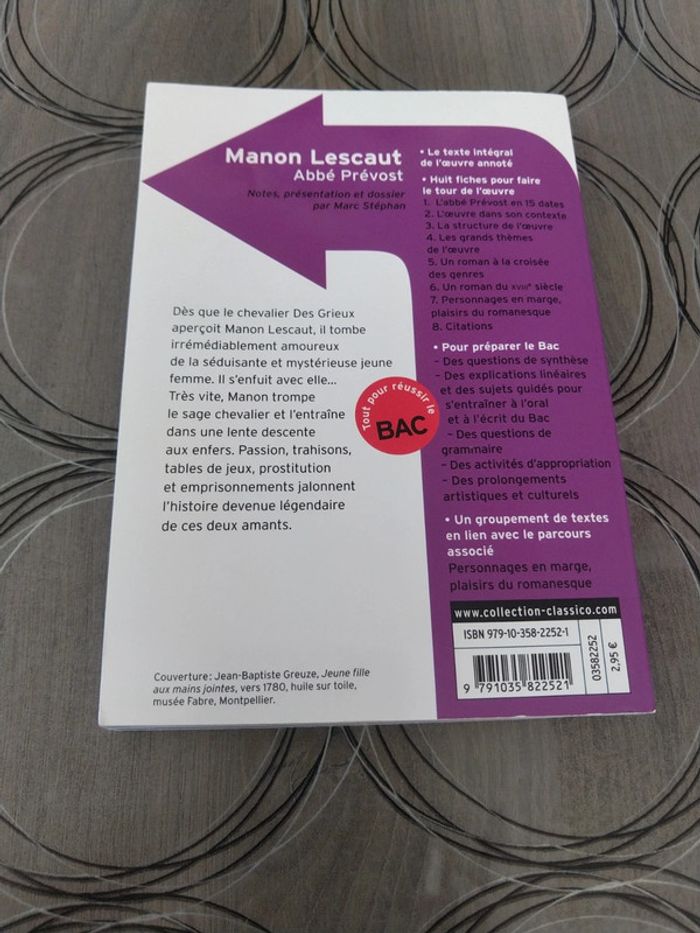 Manon Lescaut
Abbé Prévost
Notes, présentation et dossier
par Marc Stéphan
Dès que le chevalier Des Grieux
aperçoit Manon Lescaut, il tombe
irrémédiablement amoureux
de la séduisante et mystérieuse jeune
femme. Il s'enfuit avec elle...
Très vite, Manon trompe
le sage chevalier et l'entraîne
dans une lente descente
aux enfers. Passion, trahisons,
tables de jeux, prostitution
et emprisonnements jalonnent
l'histoire devenue légendaire
de ces deux amants.
Tout pour réussir le
BAC
• Le texte intégral
de l'œuvre annoté
• Huit fiches pour faire
le tour de l'œuvre
1. L'abbé Prévost en 15 dates
2. L'œuvre dans son contexte
3. La structure de l'œuvre
4. Les grands thèmes
de l'œuvre
5. Un roman à la croisée
des genres
6. Un roman du XVIIIe siècle
7. Personnages en marge,
plaisirs du romanesque
8. Citations
• Pour préparer le Bac
– Des questions de synthèse
– Des explications linéaires
et des sujets guidés pour
s'entraîner à l'oral
et à l'écrit du Bac
– Des questions de
grammaire
– Des activités d'appropriation
– Des prolongements
artistiques et culturels
• Un groupement de textes
en lien avec le parcours
associé
Personnages en marge,
plaisirs du romanesque
www.collection-classico.com
ISBN 979-10-358-2252-1
9 791035 822521
03582252
2,95 €
Couverture : Jean-Baptiste Greuze, Jeune fille
aux mains jointes, vers 1780, huile sur toile,
musée Fabre, Montpellier.